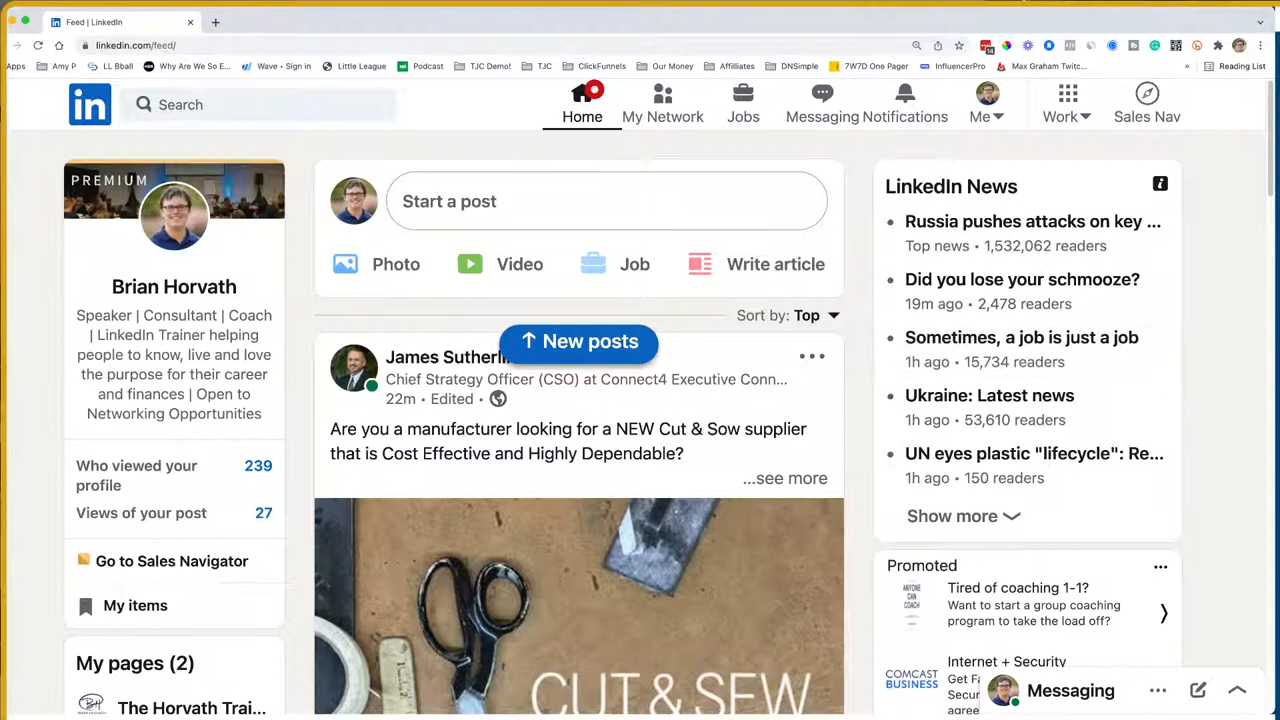 Feed | LinkedIn
linkedin.com/feed/
Apps Amy P LL Bball Why Are We So E... Wave • Sign in Little League Podcast TJC Demo! TJC ClickFunnels Our Money Affiliates DNSimple 7W7D One Pager InfluencerPro Max Graham Twitc... » Reading List
in Search
Home My Network Jobs Messaging Notifications Me Work Sales Nav
PREMIUM
Brian Horvath
Speaker | Consultant | Coach
| LinkedIn Trainer helping
people to know, live and love
the purpose for their career
and finances | Open to
Networking Opportunities
Who viewed your
profile
239
Views of your post 27
Go to Sales Navigator
My items
My pages (2)
The Horvath Trai...
Start a post
Photo Video Job Write article
Sort by: Top
↑ New posts
James Sutherl
Chief Strategy Officer (CSO) at Connect4 Executive Conn...
22m • Edited •
Are you a manufacturer looking for a NEW Cut & Sow supplier
that is Cost Effective and Highly Dependable?
...see more
CUT & SEW
LinkedIn News
• Russia pushes attacks on key ...
Top news • 1,532,062 readers
• Did you lose your schmooze?
19m ago • 2,478 readers
• Sometimes, a job is just a job
1h ago • 15,734 readers
• Ukraine: Latest news
1h ago • 53,610 readers
• UN eyes plastic "lifecycle": Re...
1h ago • 150 readers
Show more
Promoted
ANYONE
CAN
COACH
Tired of coaching 1-1?
Want to start a group coaching
program to take the load off?
COMCAST
BUSINESS
Internet + Security
Get Fa
Secur
agree
Messaging